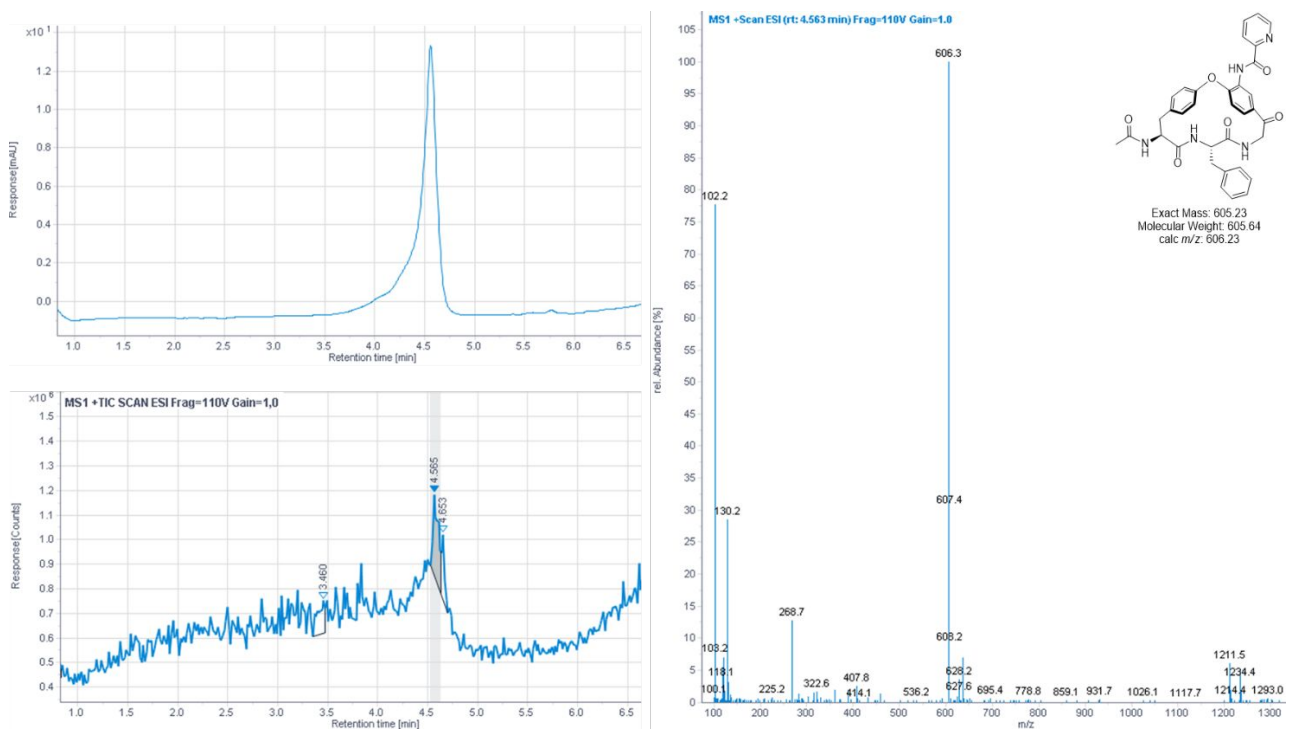 x10 1
1.2
1.0
0.8
0.6
0.4
0.2
0.0
Response [mAU]
1.0 1.5 2.0 2.5 3.0 3.5 4.0 4.5 5.0 5.5 6.0 6.5
Retention time [min]
x10 6
MS1 +TIC SCAN ESI Frag=110V Gain=1,0
1.5
1.4
1.3
1.2
1.1
1.0
0.9
0.8
0.7
0.6
0.5
0.4
Response[Counts]
3.460
4.565
4.653
1.0 1.5 2.0 2.5 3.0 3.5 4.0 4.5 5.0 5.5 6.0 6.5
Retention time [min]
MS1 +Scan ESI (rt: 4.563 min) Frag=110V Gain=1.0
105
100
95
90
85
80
75
70
65
60
55
50
45
40
35
30
25
20
15
10
5
0
rel. Abundance [%]
606.3
102.2
607.4
130.2
268.7
608.2
103.2
1211.5
628.2
1234.4
118.1
407.8
627.6
322.6
100.1
225.2
414.1
536.2
695.4
778.8
859.1
931.7
1026.1
1117.7
1214.4
1293.0
100 200 300 400 500 600 700 800 900 1000 1100 1200 1300
m/z
N
HN
O
O
O
O
H
N
O
N
H
O
N
H
O
Exact Mass: 605.23
Molecular Weight: 605.64
calc m/z: 606.23